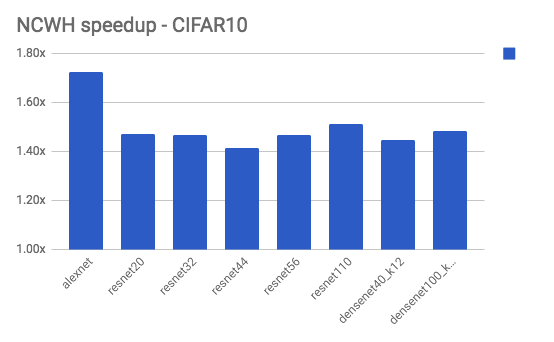 NCWH speedup - CIFAR10
1.80x
1.60x
1.40x
1.20x
1.00x
alexnet
resnet20
resnet32
resnet44
resnet56
resnet110
densenet40_k12
densenet100_k...